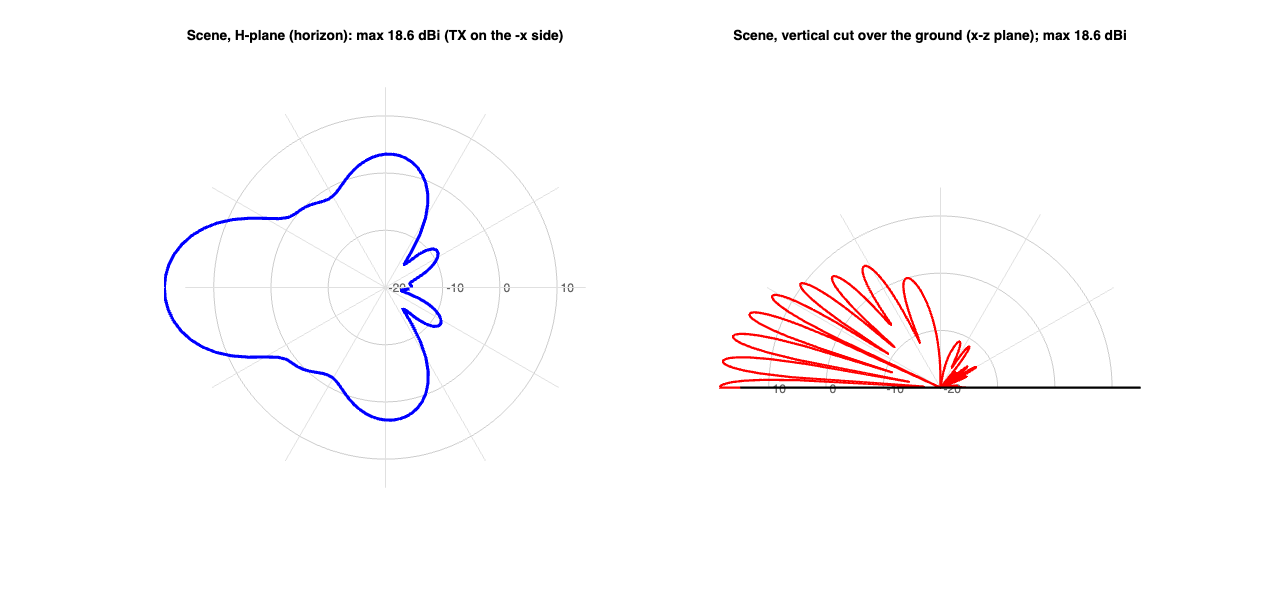 Scene, H-plane (horizon): max 18.6 dBi (TX on the -x side)
Scene, vertical cut over the ground (x-z plane); max 18.6 dBi
-20 -10 0 10
10 0 -10 -20